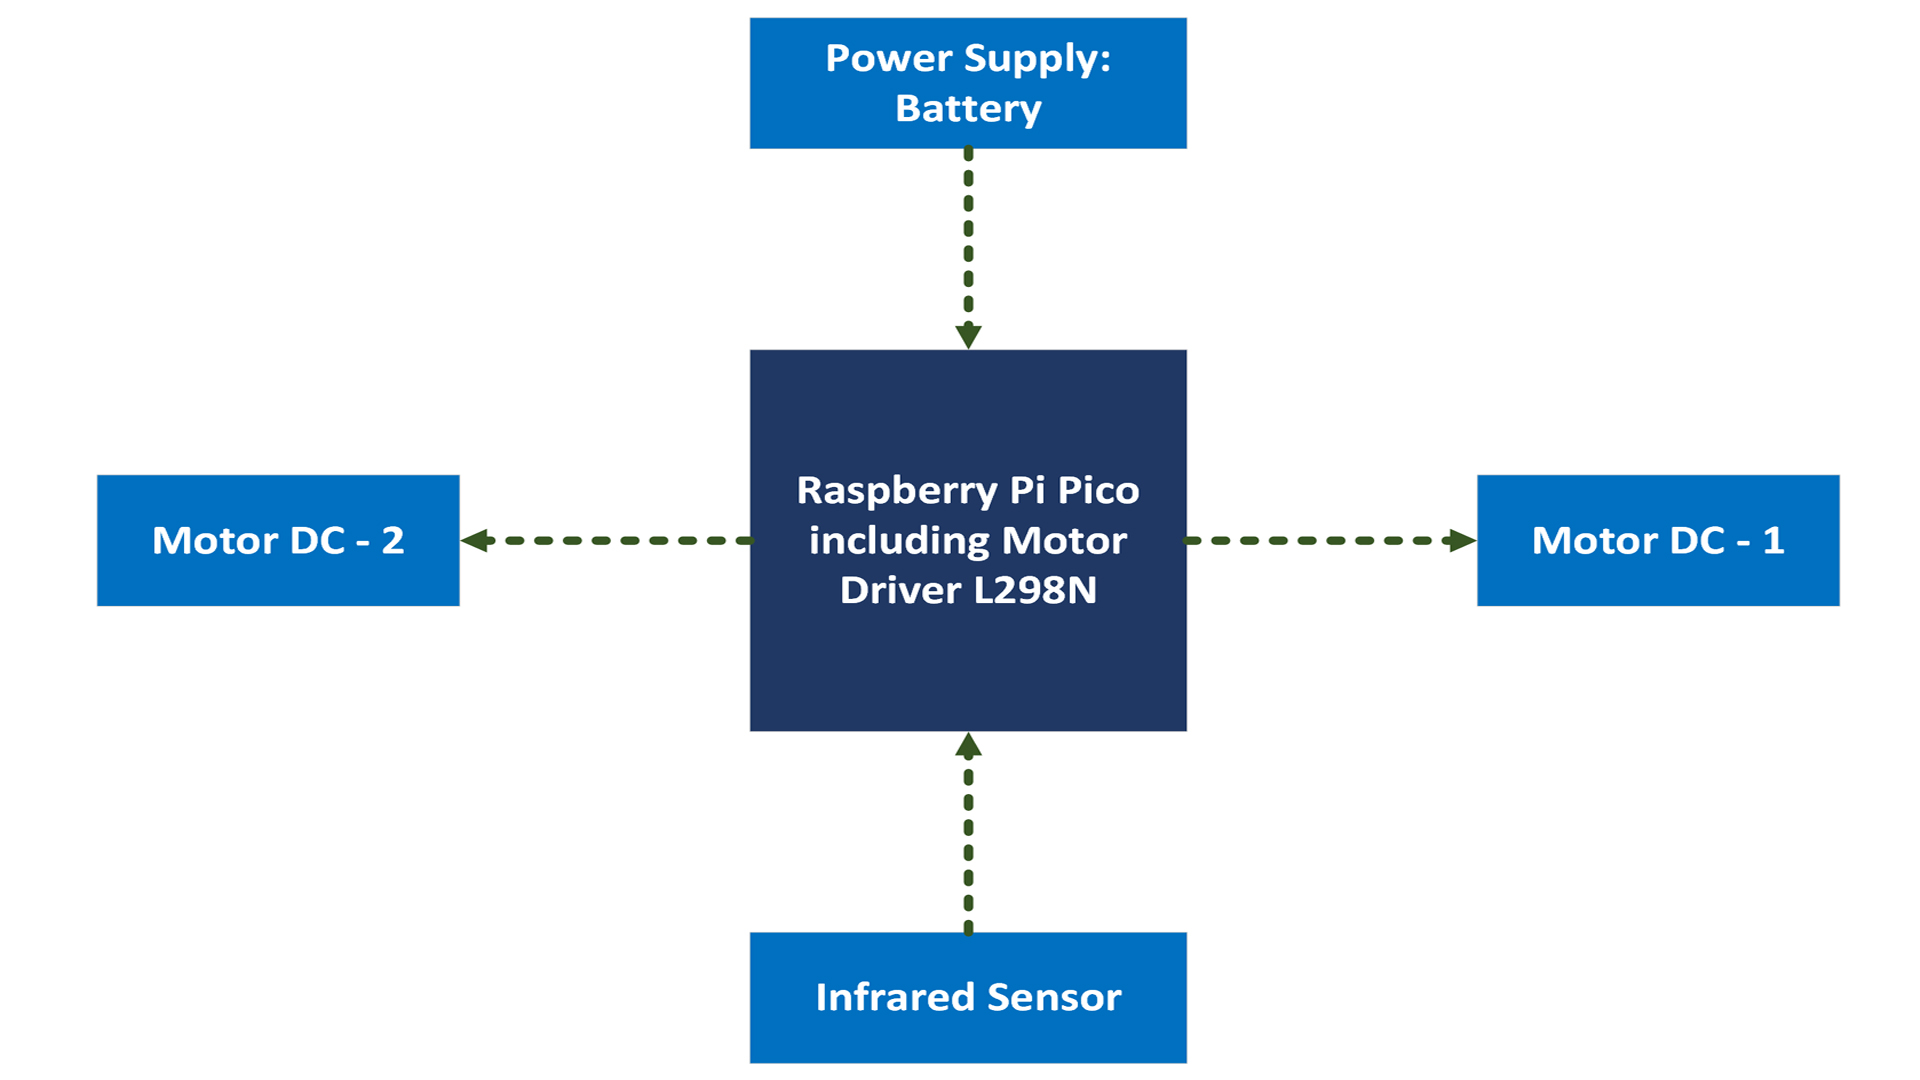 Power Supply:
Battery
Motor DC - 2
Raspberry Pi Pico
including Motor
Driver L298N
Motor DC - 1
Infrared Sensor